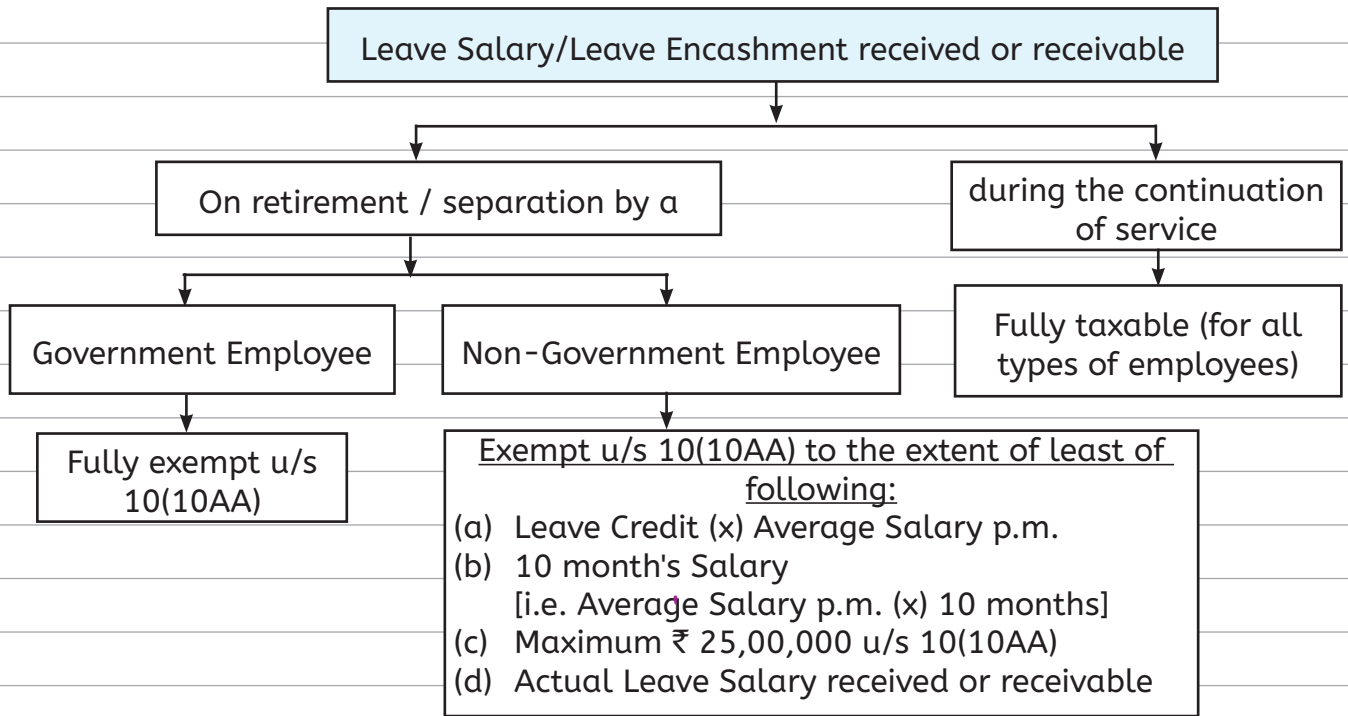 Leave Salary/Leave Encashment received or receivable
On retirement / separation by a
during the continuation
of service
Government Employee
Non-Government Employee
Fully taxable (for all
types of employees)
Fully exempt u/s
10(10AA)
Exempt u/s 10(10AA) to the extent of least of
following:
(a) Leave Credit (x) Average Salary p.m.
(b) 10 month's Salary
[i.e. Average Salary p.m. (x) 10 months]
(c) Maximum ₹ 25,00,000 u/s 10(10AA)
(d) Actual Leave Salary received or receivable